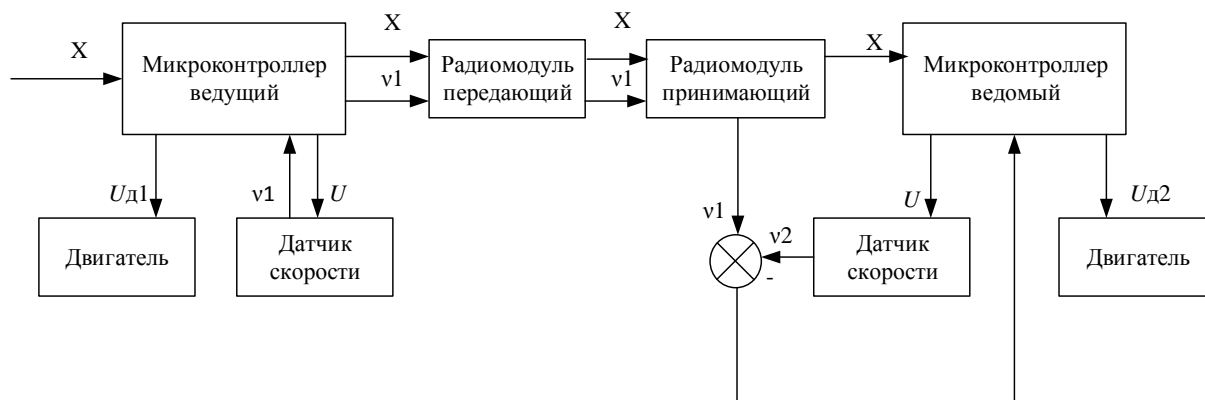 X
Микроконтроллер
ведущий
X
ν1
Радиомодуль
передающий
X
ν1
Радиомодуль
принимающий
X
Микроконтроллер
ведомый
Uд1
ν1
U
ν1
U
Uд2
Двигатель
Датчик
скорости
ν2
-
Датчик
скорости
Двигатель